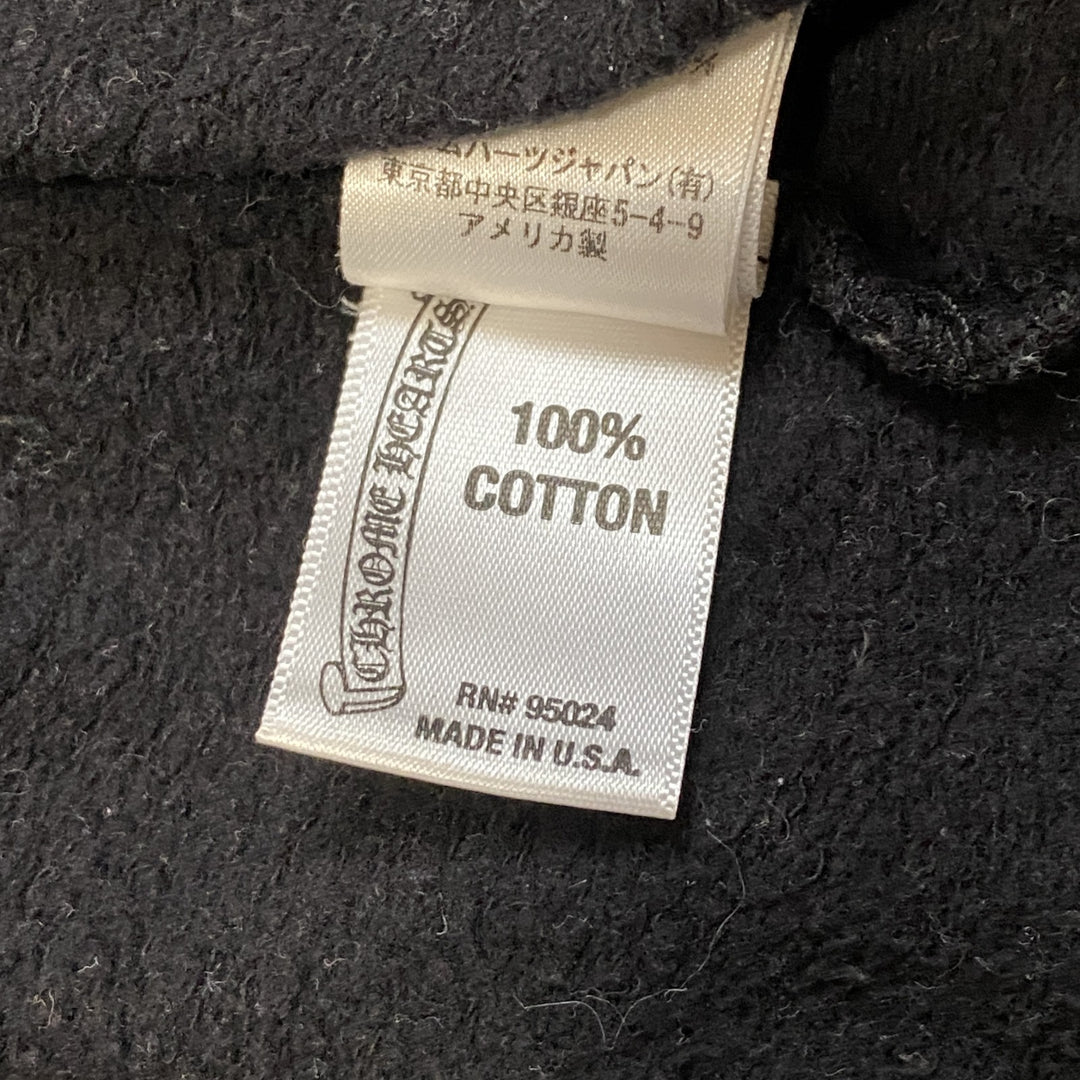 ムハーツジャパン(有)
東京都中央区銀座5-4-9
アメリカ製
CHROME HEARTS
100%
COTTON
RN# 95024
MADE IN U.S.A.